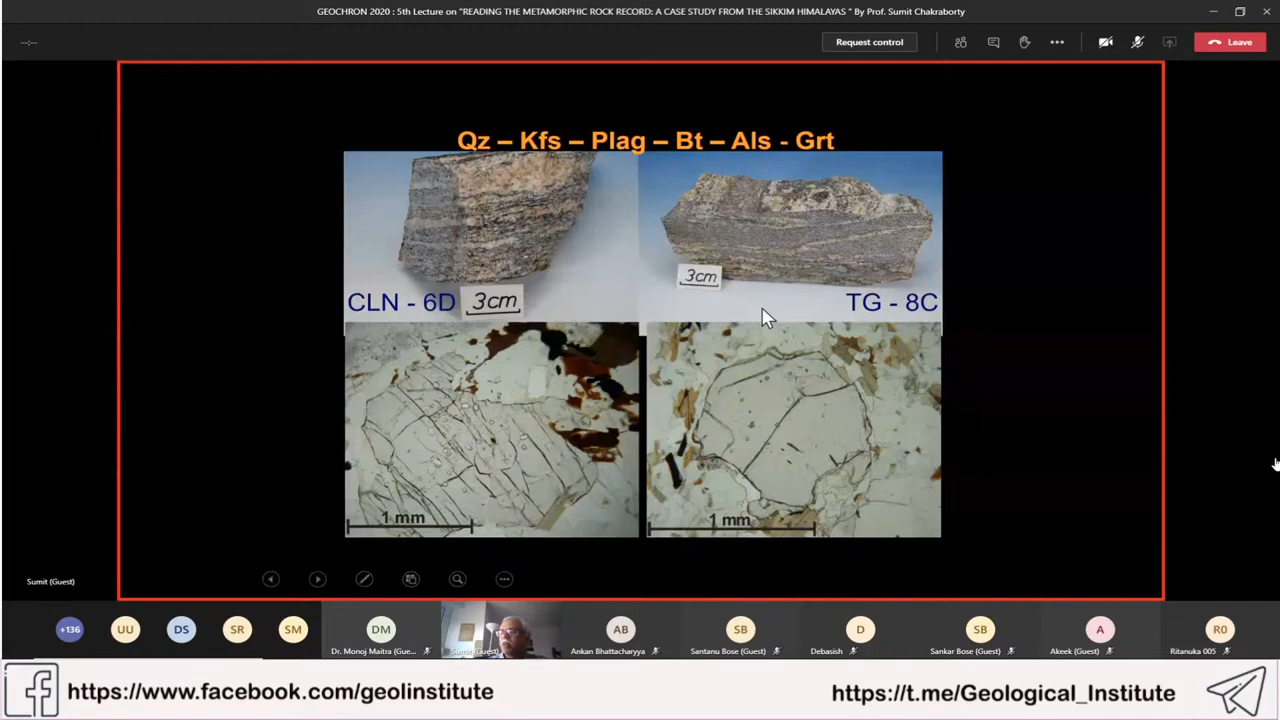 GEOCHRON 2020 : 5th Lecture on "READING THE METAMORPHIC ROCK RECORD: A CASE STUDY FROM THE SIKKIM HIMALAYAS " By Prof. Sumit Chakraborty
--:--
Request control
Leave
Qz – Kfs – Plag – Bt – Als - Grt
3cm
CLN - 6D
3cm
TG - 8C
1 mm
1 mm
Sumit (Guest)
+136
UU
DS
SR
SM
DM
AB
SB
D
SB
A
R0
Dr. Monoj Maitra (Gue...
Sumit (Guest)
Ankan Bhattacharyya
Santanu Bose (Guest)
Debasish
Sankar Bose (Guest)
Akeek (Guest)
Ritanuka 005
https://www.facebook.com/geolinstitute
https://t.me/Geological_Institute